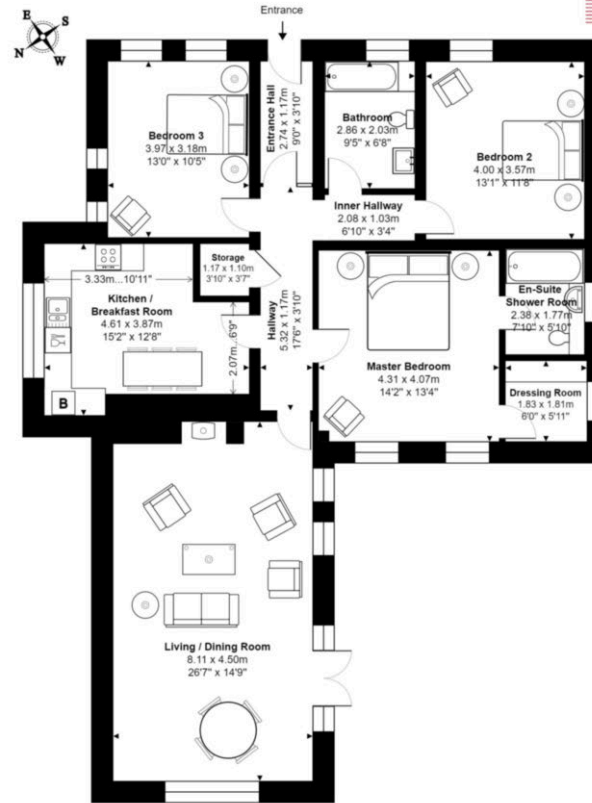 Entrance
E
S
N
W
Bedroom 3
3.97 x 3.18m
13'0" x 10'5"
Entrance Hall
2.74 x 1.17m
9'0" x 3'10"
Bathroom
2.86 x 2.03m
9'5" x 6'8"
Bedroom 2
4.00 x 3.57m
13'1" x 11'8"
Inner Hallway
2.08 x 1.03m
6'10" x 3'4"
Storage
1.17 x 1.10m
3'10" x 3'7"
3.33m...10'11"
Kitchen /
Breakfast Room
4.61 x 3.87m
15'2" x 12'8"
2.07m...6'9"
B
Hallway
5.32 x 1.17m
17'6" x 3'10"
Master Bedroom
4.31 x 4.07m
14'2" x 13'4"
En-Suite
Shower Room
2.38 x 1.77m
7'10" x 5'10"
Dressing Room
1.83 x 1.81m
6'0" x 5'11"
Living / Dining Room
8.11 x 4.50m
26'7" x 14'9"